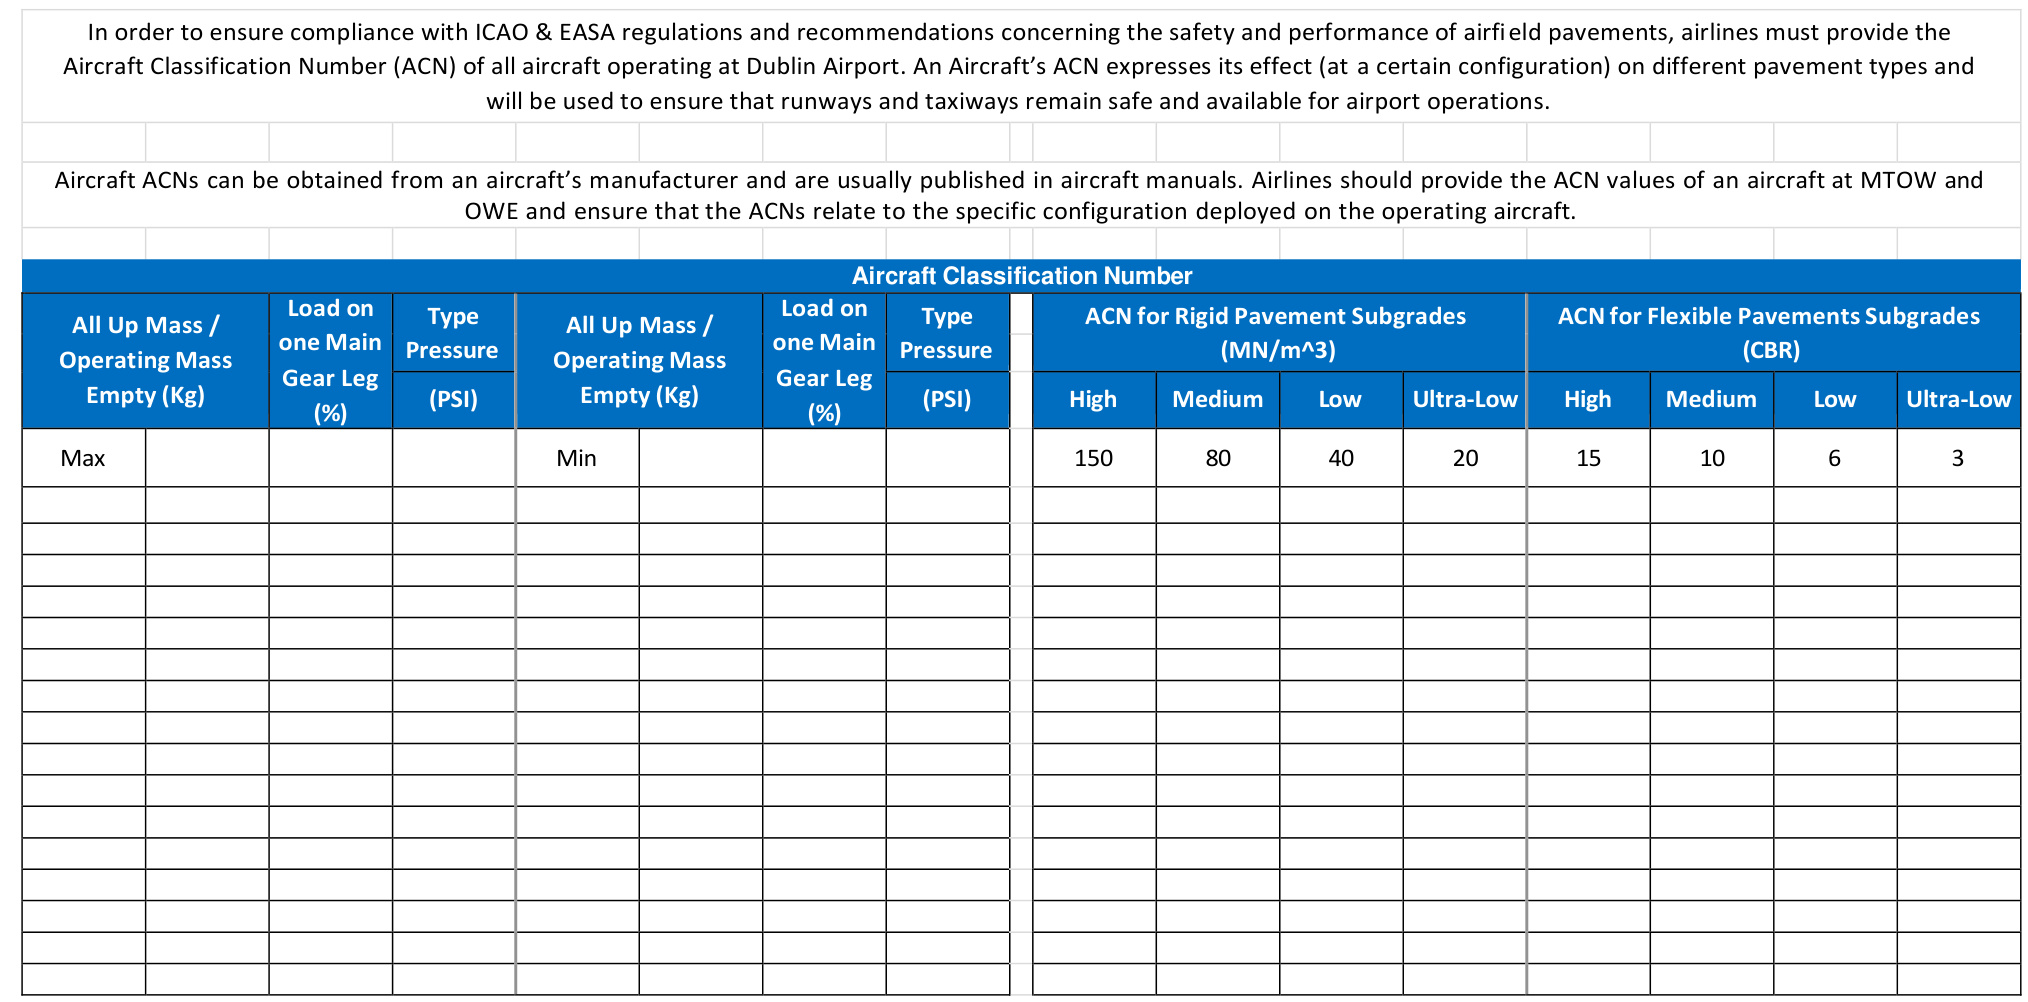 In order to ensure compliance with ICAO & EASA regulations and recommendations concerning the safety and performance of airfield pavements, airlines must provide the
Aircraft Classification Number (ACN) of all aircraft operating at Dublin Airport. An Aircraft’s ACN expresses its effect (at a certain configuration) on different pavement types and
will be used to ensure that runways and taxiways remain safe and available for airport operations.
Aircraft ACNs can be obtained from an aircraft’s manufacturer and are usually published in aircraft manuals. Airlines should provide the ACN values of an aircraft at MTOW and
OWE and ensure that the ACNs relate to the specific configuration deployed on the operating aircraft.
Aircraft Classification Number
All Up Mass /
Operating Mass
Empty (Kg)
Load on
one Main
Gear Leg
(%)
Type
Pressure
(PSI)
All Up Mass /
Operating Mass
Empty (Kg)
Load on
one Main
Gear Leg
(%)
Type
Pressure
(PSI)
ACN for Rigid Pavement Subgrades
(MN/m^3)
ACN for Flexible Pavements Subgrades
(CBR)
High Medium Low Ultra-Low High Medium Low Ultra-Low
Max Min 150 80 40 20 15 10 6 3